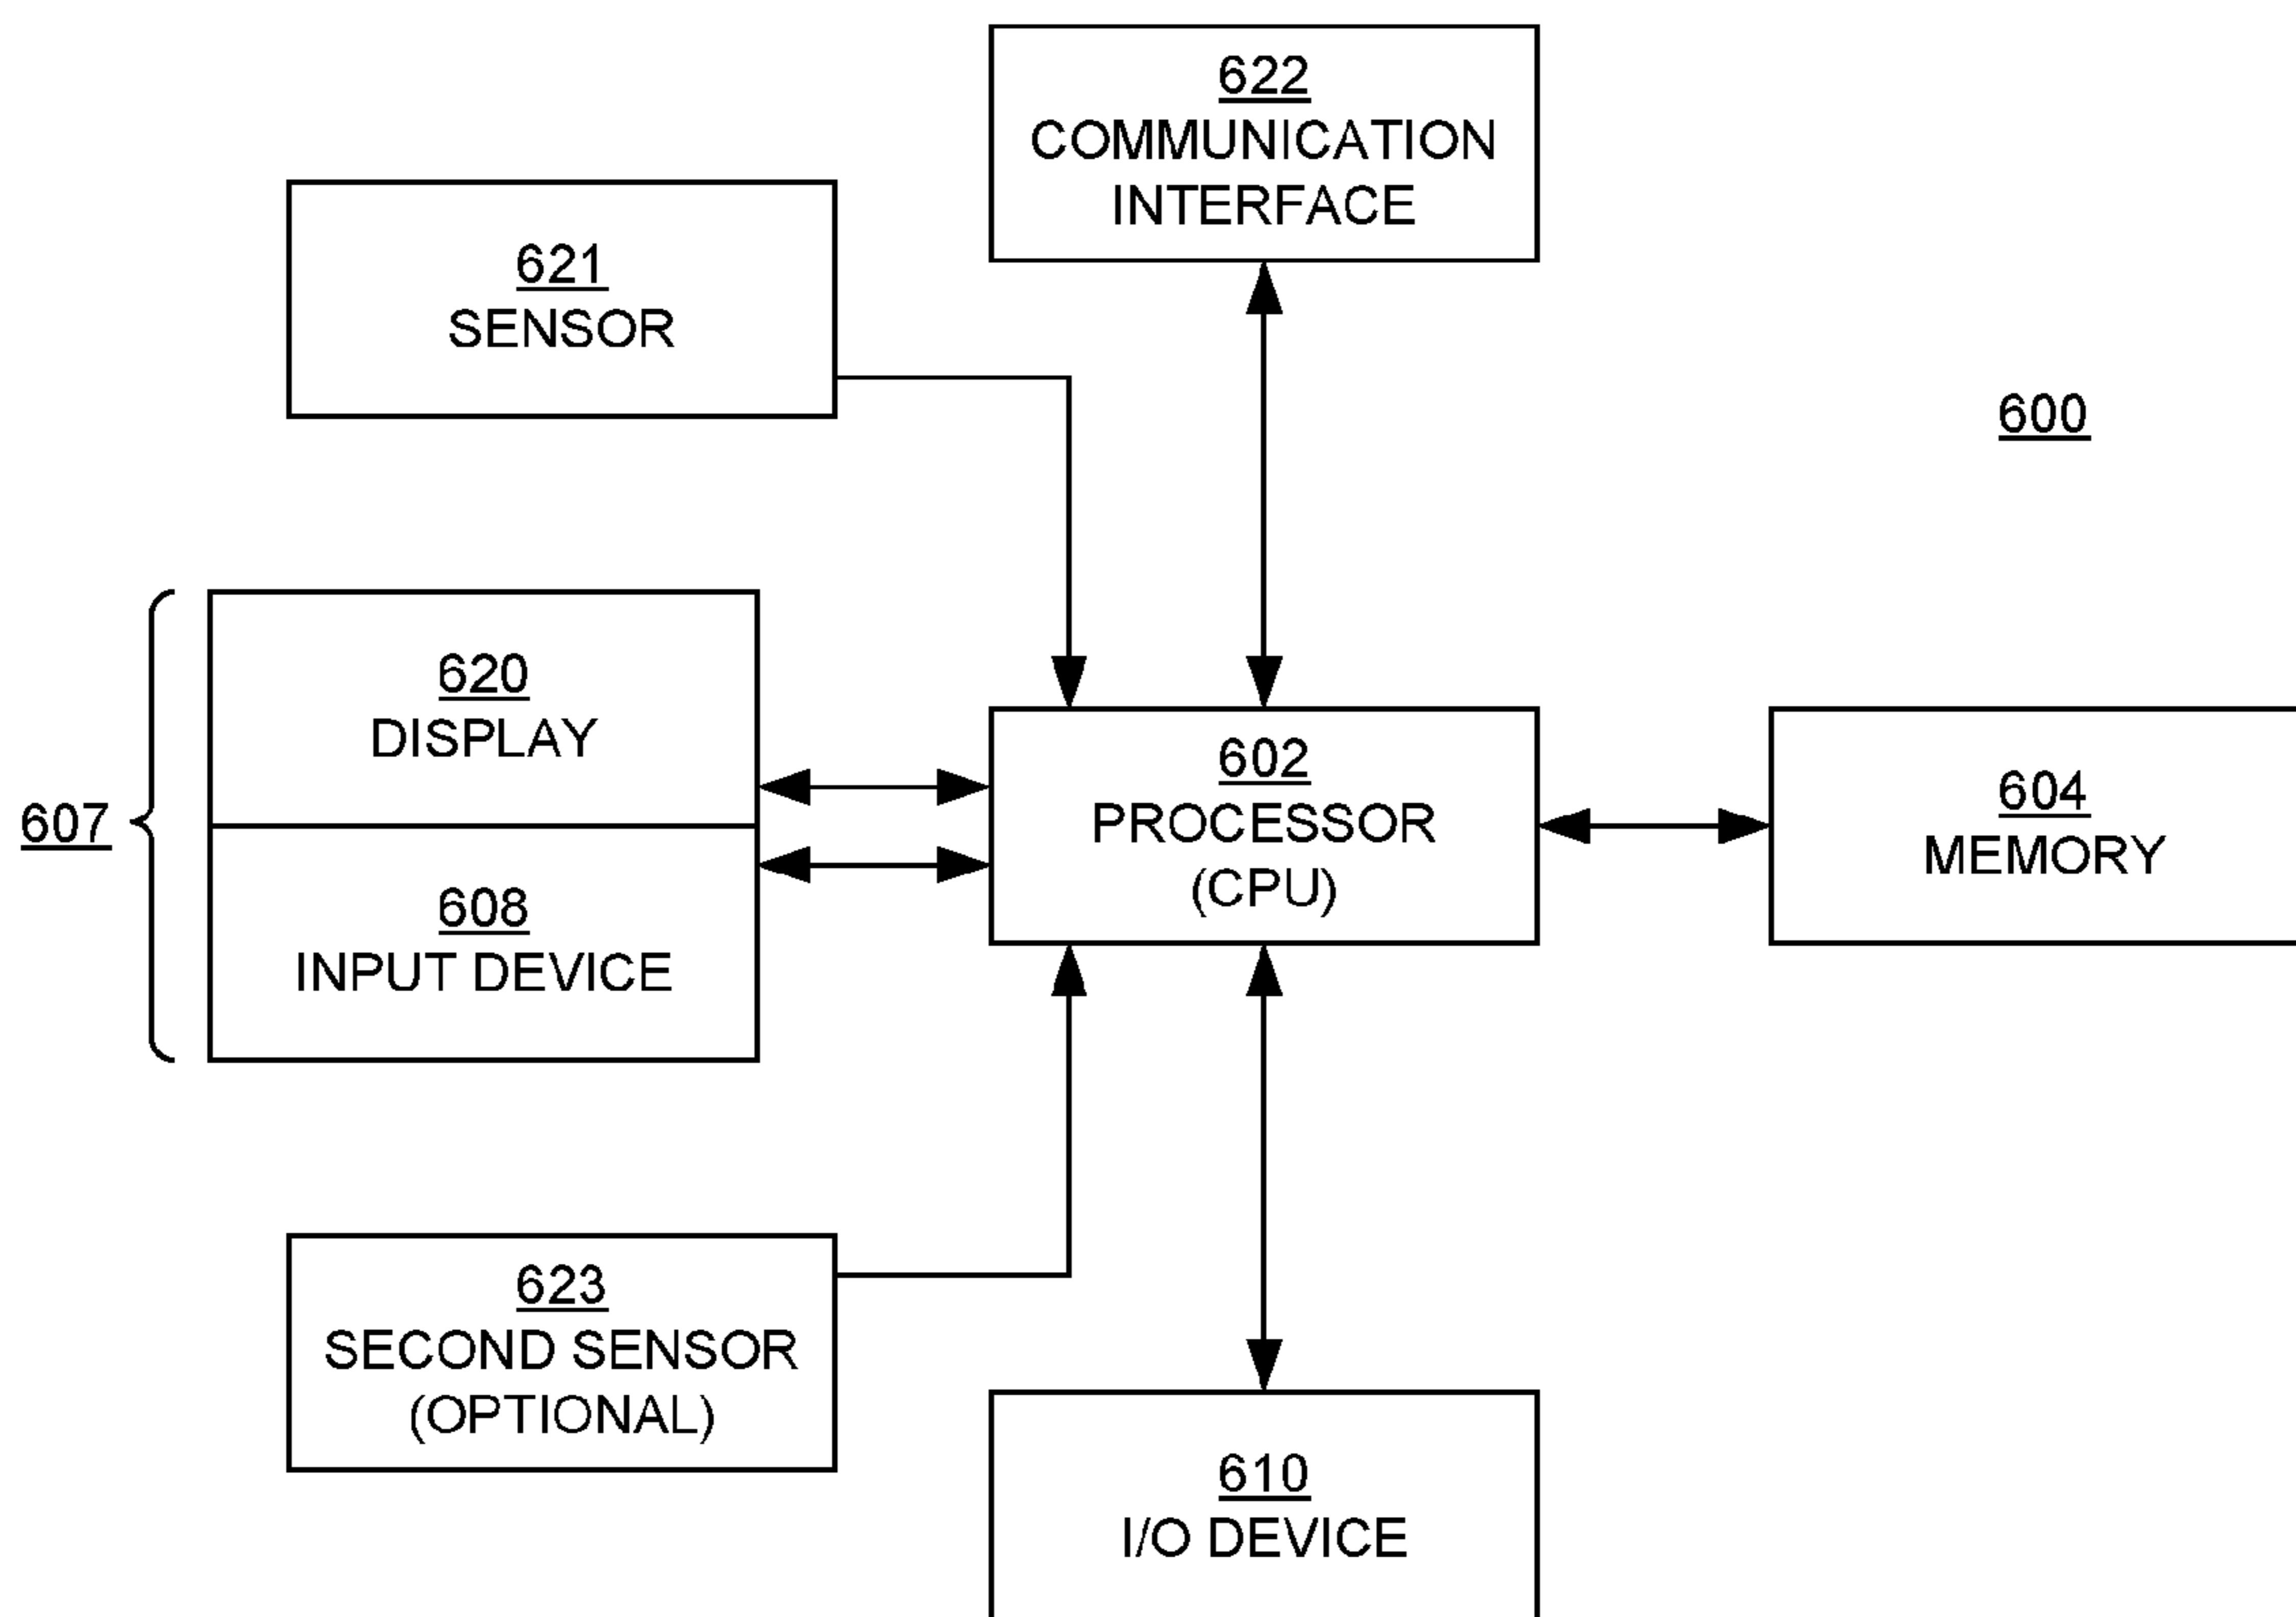 622
COMMUNICATION
INTERFACE
621
SENSOR
600
620
DISPLAY
602
PROCESSOR
(CPU)
604
MEMORY
607
608
INPUT DEVICE
623
SECOND SENSOR
(OPTIONAL)
610
I/O DEVICE